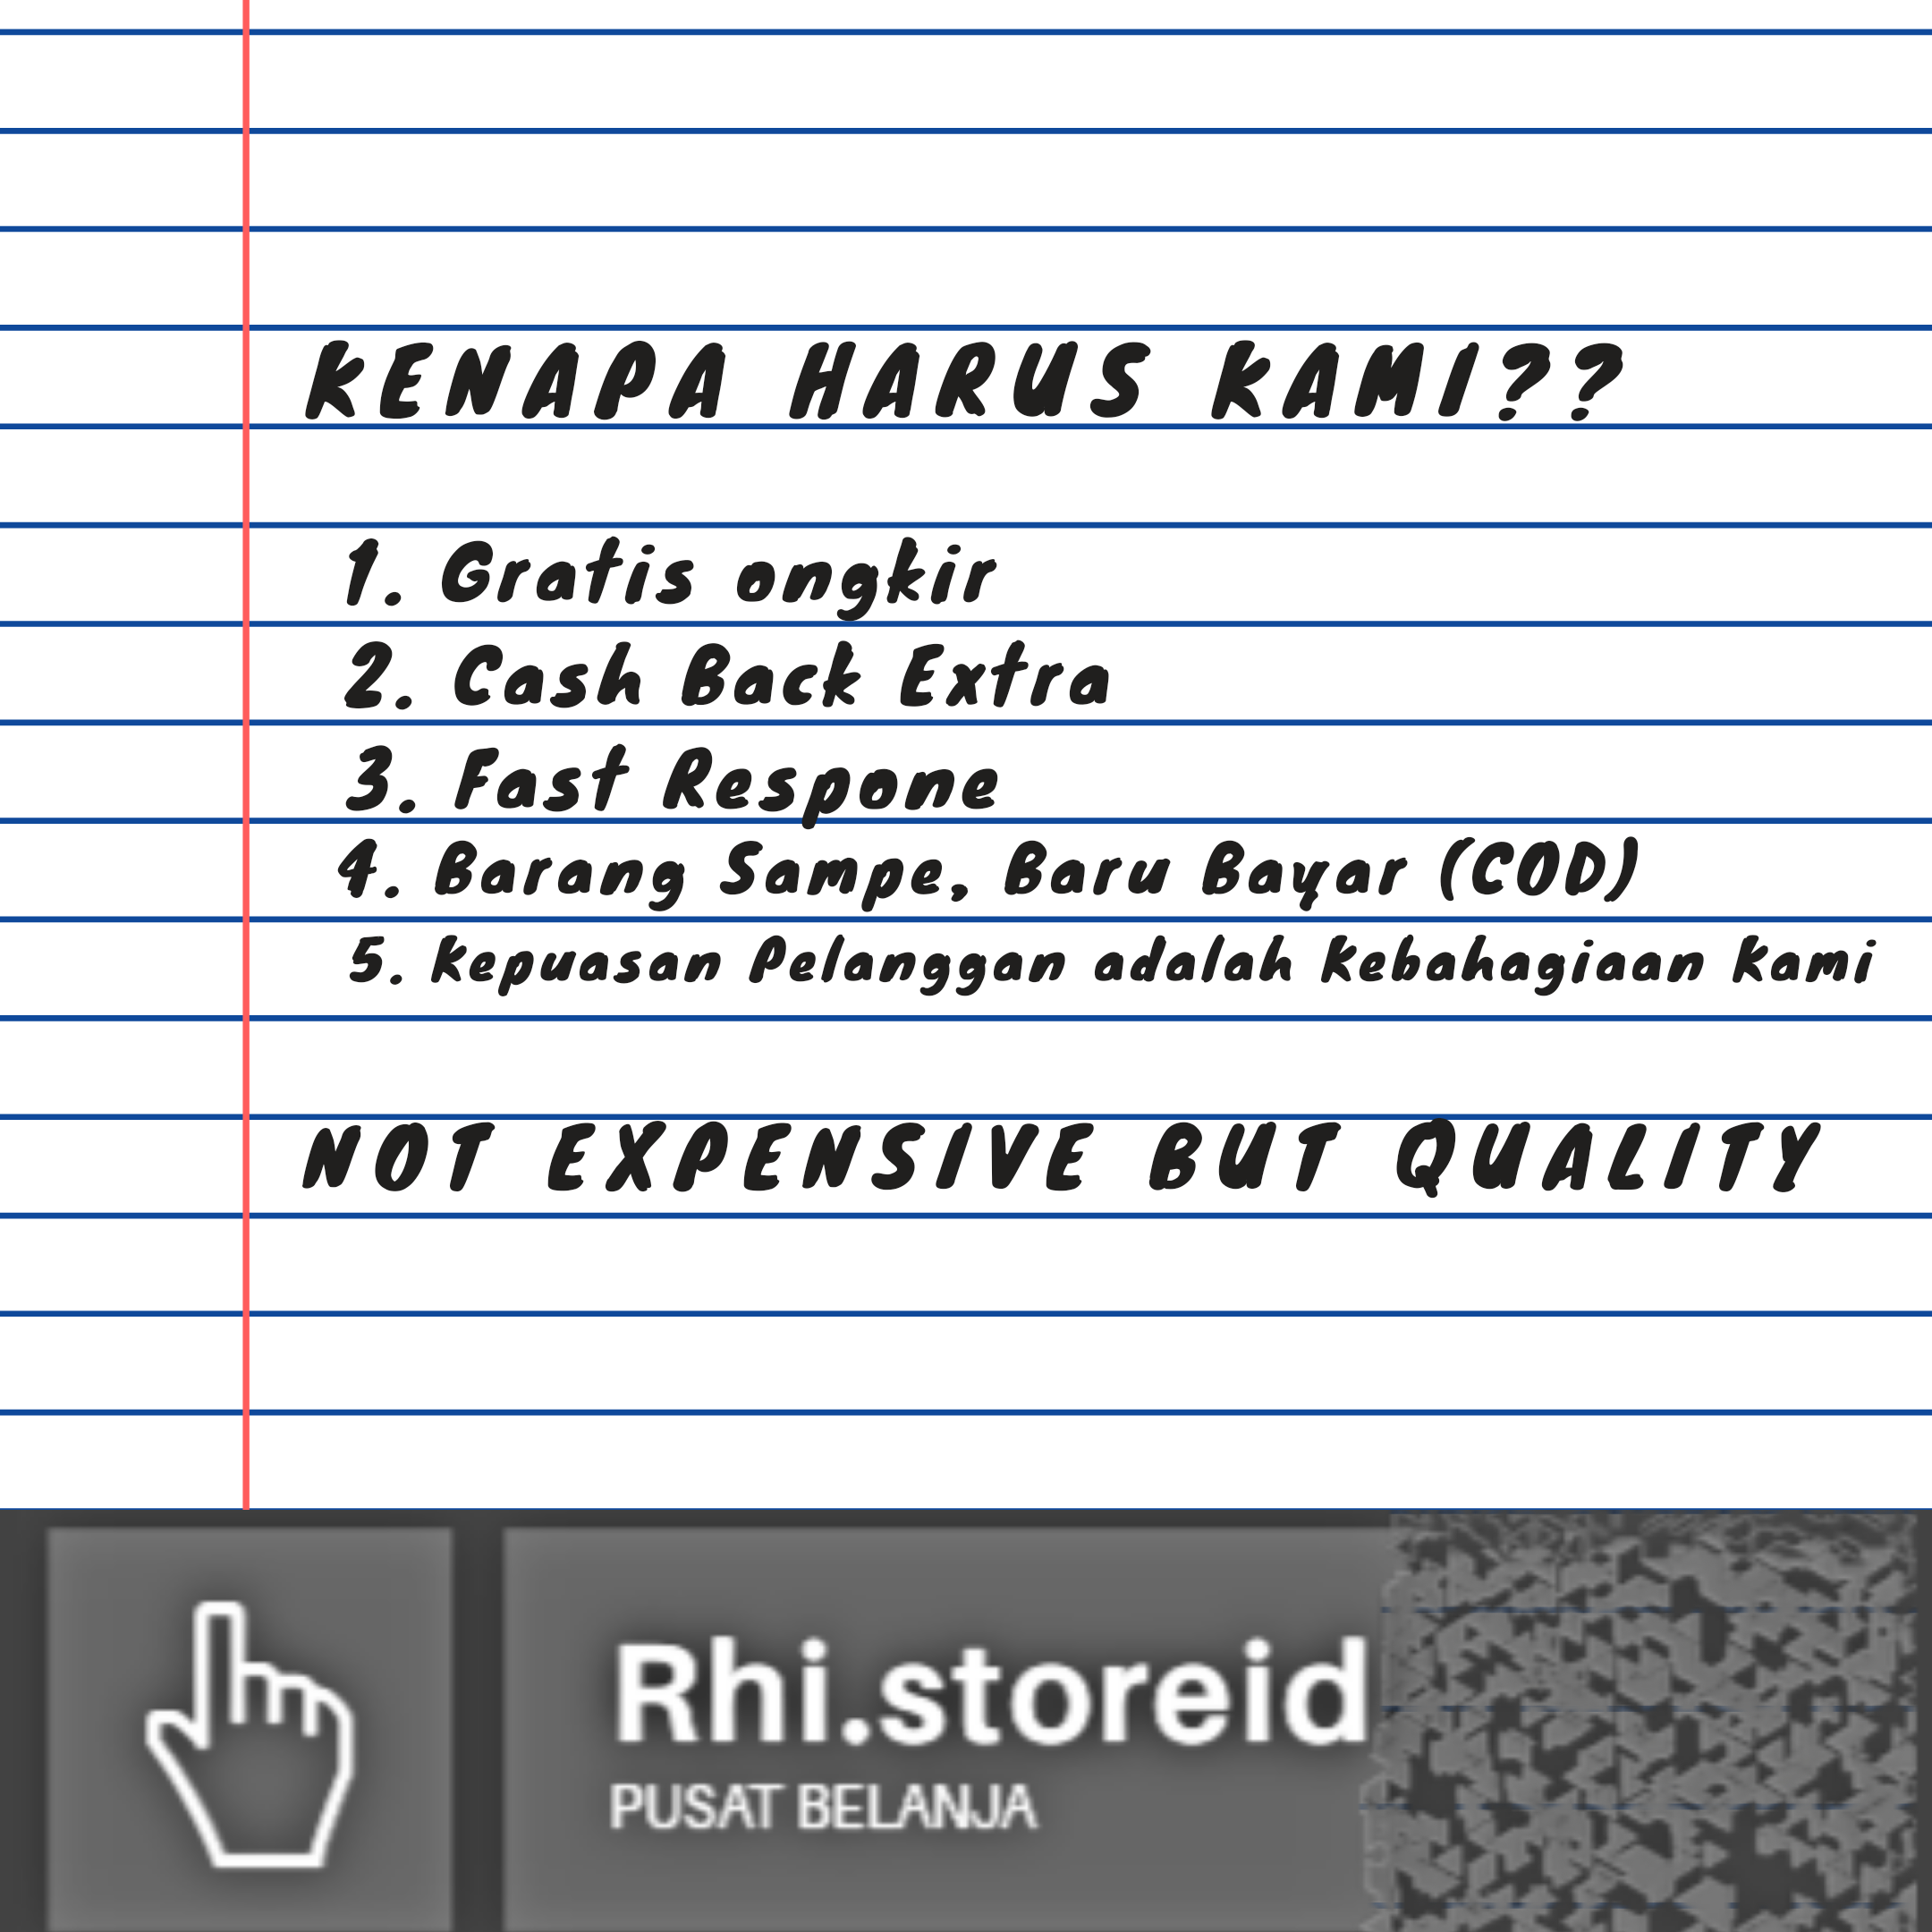 KENAPA HARUS KAMI??
1. Gratis ongkir
2. Cash Back Extra
3. Fast Respone
4. Barang Sampe, Baru Bayar (COD)
5. Kepuasan Pelanggan adalah Kebahagiaan Kami
NOT EXPENSIVE BUT QUALITY
Rhi.storeid
PUSAT BELANJA